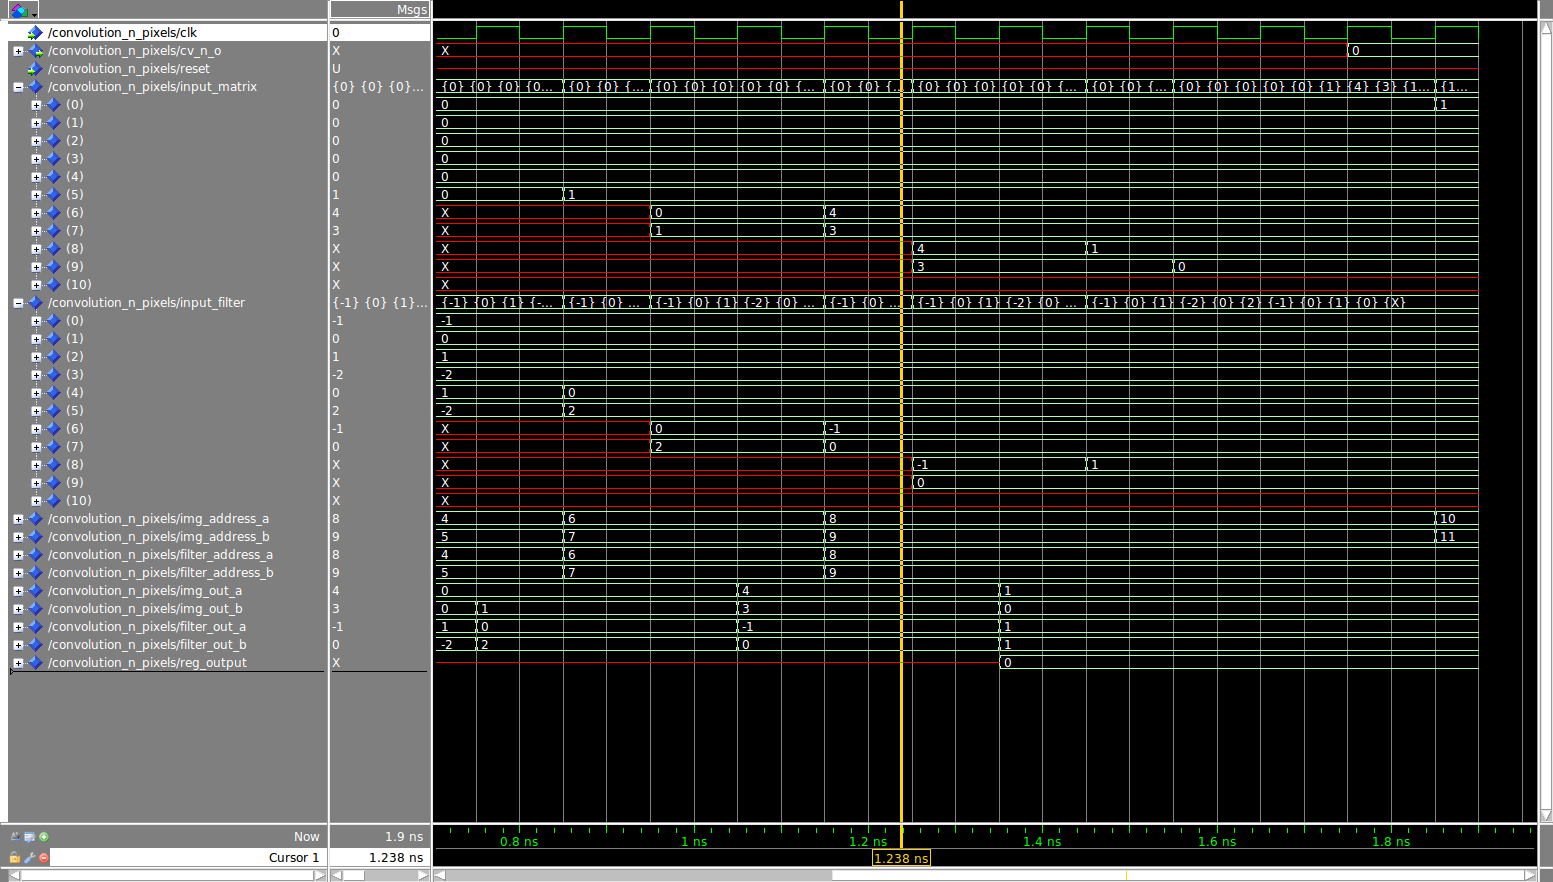 Msgs
/convolution_n_pixels/clk 0
/convolution_n_pixels/cv_n_o X X 0
/convolution_n_pixels/reset U
/convolution_n_pixels/input_matrix {0} {0} {0}... {0} {0} {0} {0... {0} {0} {... {0} {0} {0} {0} {0} {... {0} {0} {... {0} {0} {0} {0} {0} {... {0} {0} {... {0} {0} {0} {0} {1} {4} {3} {1... {1...
(0) 0 0 1
(1) 0 0
(2) 0 0
(3) 0 0
(4) 0 0
(5) 1 0 1
(6) 4 X 0 4
(7) 3 X 1 3
(8) X X 4 1
(9) X X 3 0
(10) X X
/convolution_n_pixels/input_filter {-1} {0} {1}... {-1} {0} {1} {-... {-1} {0} ... {-1} {0} {1} {-2} {0} ... {-1} {0} ... {-1} {0} {1} {-2} {0} ... {-1} {0} {1} {-2} {0} {2} {-1} {0} {1} {0} {X}
(0) -1 -1
(1) 0 0
(2) 1 1
(3) -2 -2
(4) 0 1 0
(5) 2 -2 2
(6) -1 X 0 -1
(7) 0 X 2 0
(8) X X -1 1
(9) X X 0
(10) X X
/convolution_n_pixels/img_address_a 8 4 6 8 10
/convolution_n_pixels/img_address_b 9 5 7 9 11
/convolution_n_pixels/filter_address_a 8 4 6 8
/convolution_n_pixels/filter_address_b 9 5 7 9
/convolution_n_pixels/img_out_a 4 0 4 1
/convolution_n_pixels/img_out_b 3 0 1 3 0
/convolution_n_pixels/filter_out_a -1 1 0 -1 1
/convolution_n_pixels/filter_out_b 0 -2 2 0 1
/convolution_n_pixels/reg_output X 0
Now 1.9 ns 0.8 ns 1 ns 1.2 ns 1.4 ns 1.6 ns 1.8 ns
Cursor 1 1.238 ns 1.238 ns